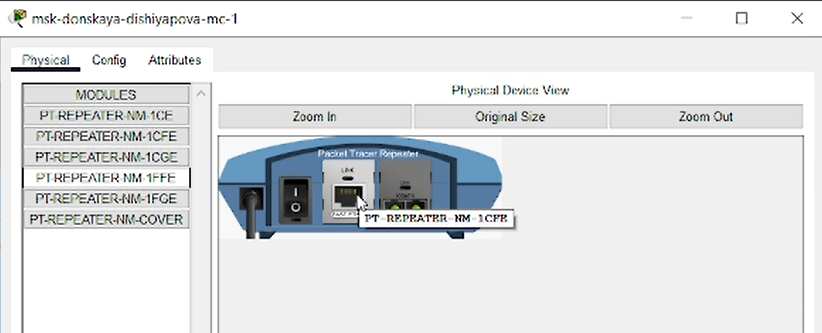 msk-donskaya-dishiyapova-mc-1
Physical Config Attributes
MODULES
PT-REPEATER-NM-1CE
PT-REPEATER-NM-1CFE
PT-REPEATER-NM-1CGE
PT-REPEATER-NM-1FFE
PT-REPEATER-NM-1FGE
PT-REPEATER-NM-COVER
Physical Device View
Zoom In Original Size Zoom Out
Packet Tracer Repeater
LINK
LINK
PT-REPEATER-NM-1CFE